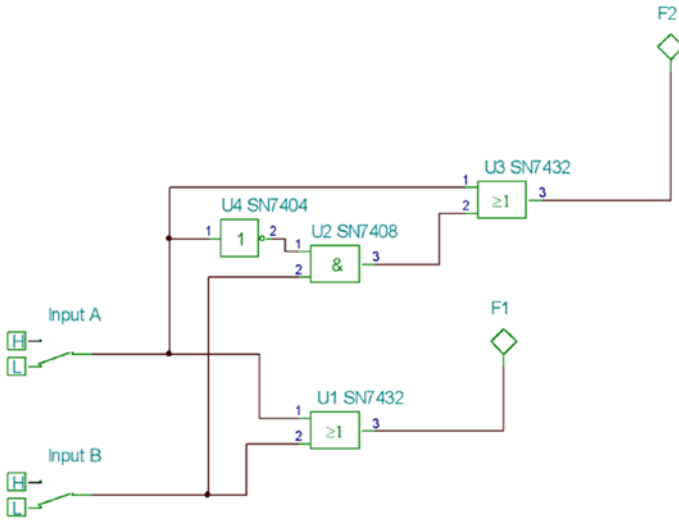 F2
U3 SN7432
1
2
≥1
3
U4 SN7404
1
1
2
U2 SN7408
1
2
&
3
Input A
H
L
F1
U1 SN7432
1
2
≥1
3
Input B
H
L